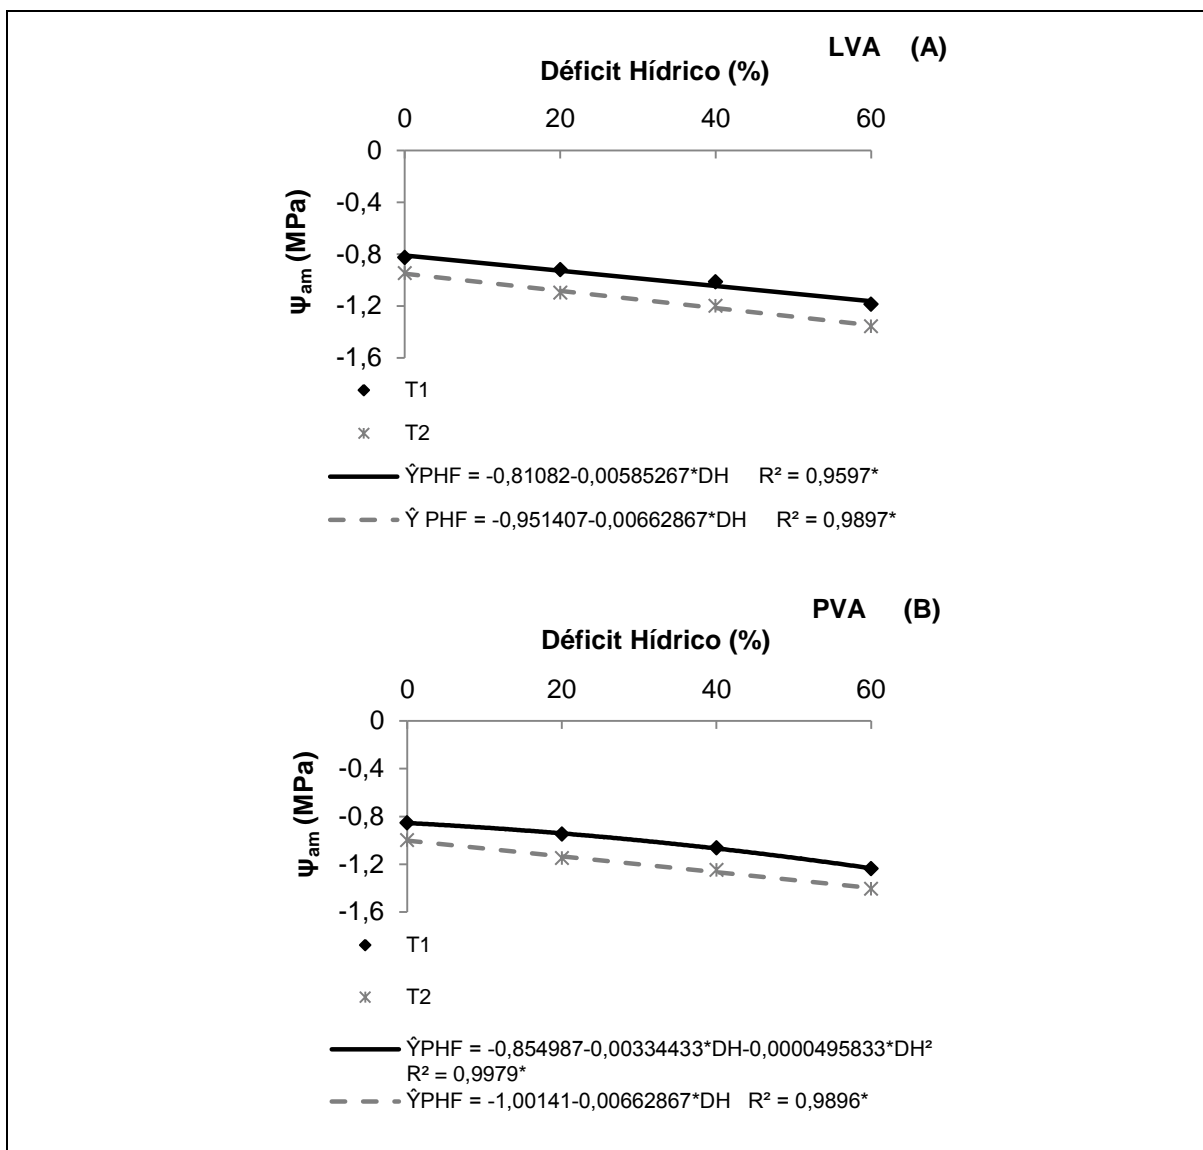 LVA (A)
Déficit Hídrico (%)
0 20 40 60
0
-0,4
-0,8
-1,2
-1,6
Ψam (MPa)
T1
T2
ŶPHF = -0,81082-0,00585267*DH R² = 0,9597*
Ŷ PHF = -0,951407-0,00662867*DH R² = 0,9897*
PVA (B)
Déficit Hídrico (%)
0 20 40 60
0
-0,4
-0,8
-1,2
-1,6
Ψam (MPa)
T1
T2
ŶPHF = -0,854987-0,00334433*DH-0,0000495833*DH²
R² = 0,9979*
ŶPHF = -1,00141-0,00662867*DH R² = 0,9896*